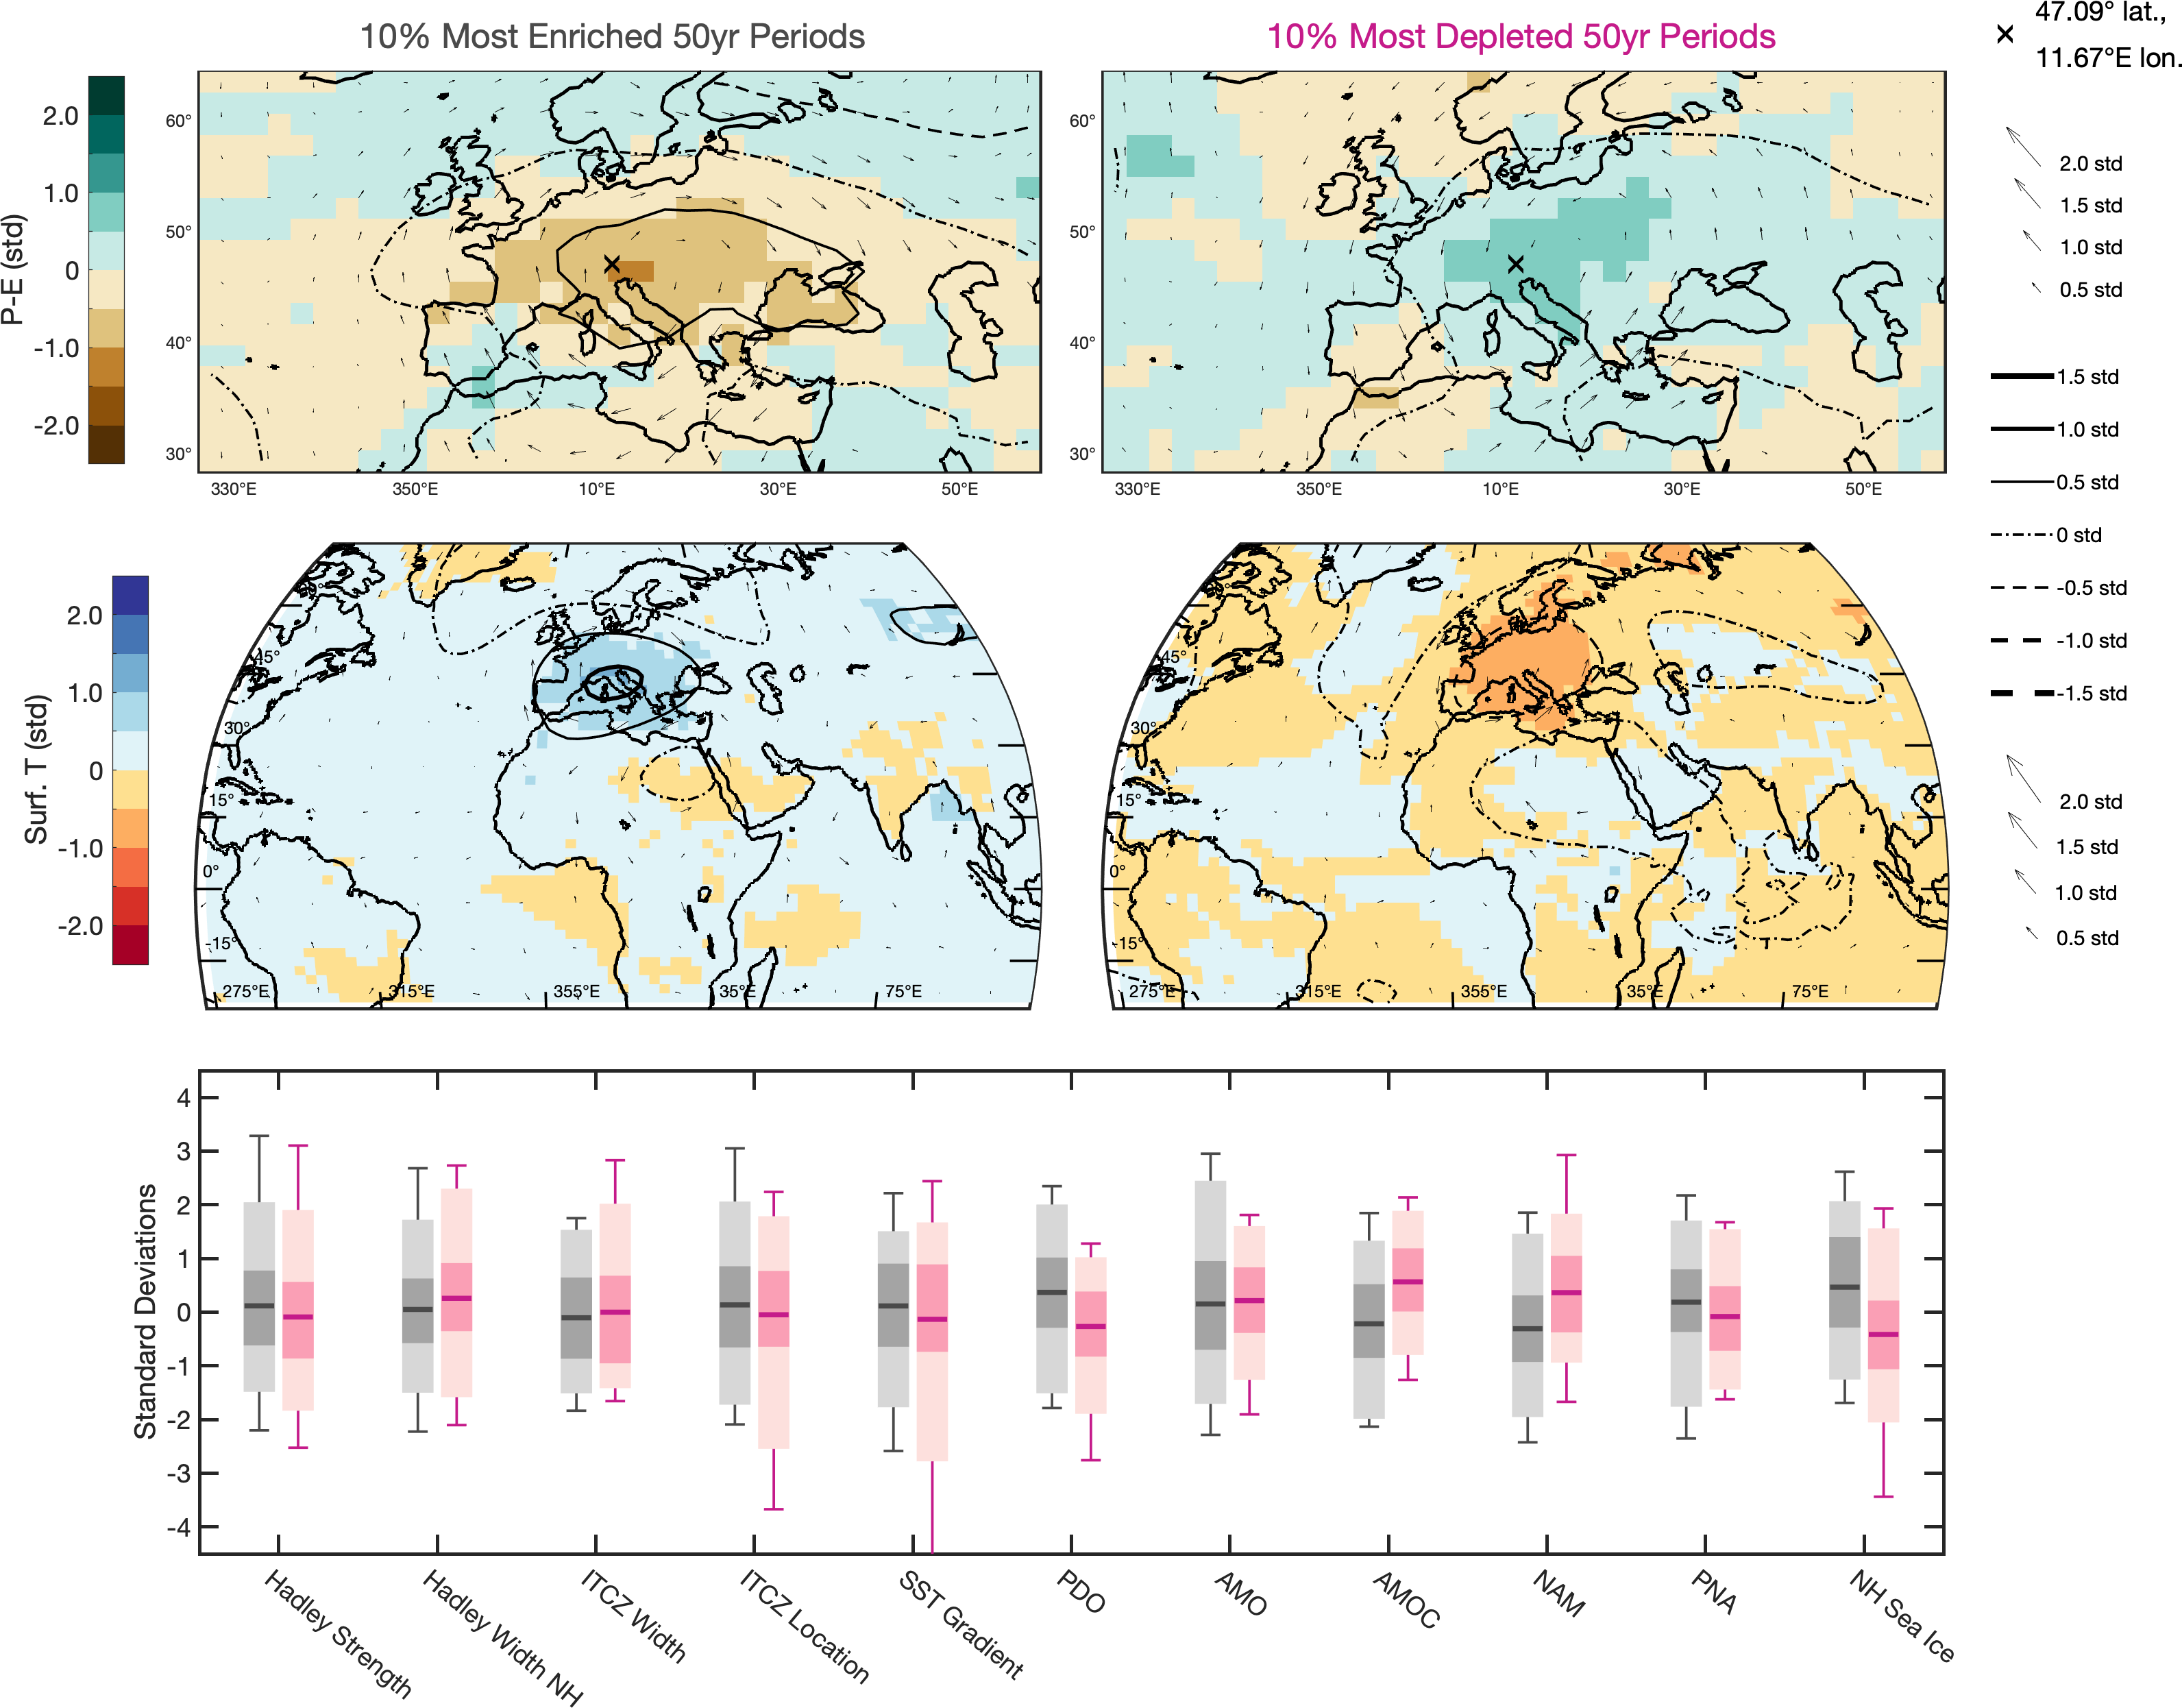 10% Most Enriched 50yr Periods
10% Most Depleted 50yr Periods
47.09° lat.,
11.67°E lon.
P-E (std)
2.0
1.0
0
-1.0
-2.0
60°
50°
40°
30°
330°E
350°E
10°E
30°E
50°E
60°
50°
40°
30°
330°E
350°E
10°E
30°E
50°E
2.0 std
1.5 std
1.0 std
0.5 std
1.5 std
1.0 std
0.5 std
0 std
-0.5 std
-1.0 std
-1.5 std
Surf. T (std)
2.0
1.0
0
-1.0
-2.0
45°
30°
15°
0°
-15°
275°E
315°E
355°E
35°E
75°E
45°
30°
15°
0°
-15°
275°E
315°E
355°E
35°E
75°E
2.0 std
1.5 std
1.0 std
0.5 std
Standard Deviations
4
3
2
1
0
-1
-2
-3
-4
Hadley Strength
Hadley Width NH
ITCZ Width
ITCZ Location
SST Gradient
PDO
AMO
AMOC
NAM
PNA
NH Sea Ice